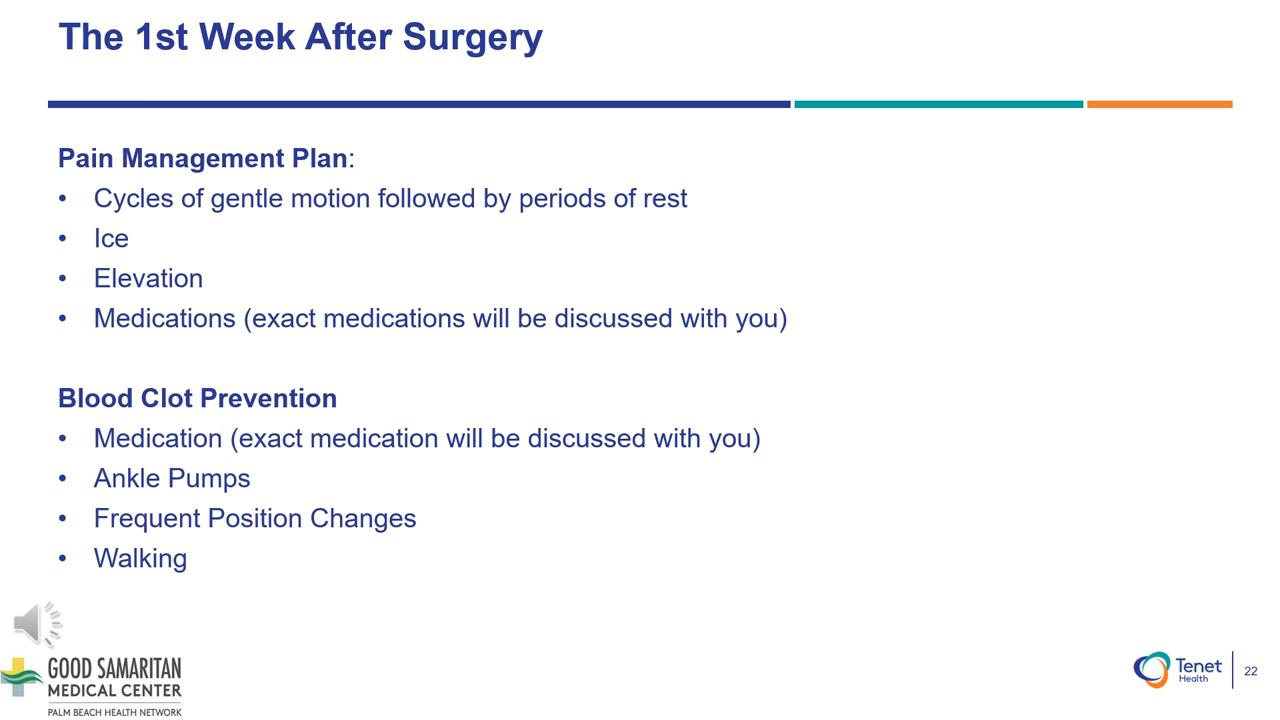 The 1st Week After Surgery
Pain Management Plan:
• Cycles of gentle motion followed by periods of rest
• Ice
• Elevation
• Medications (exact medications will be discussed with you)
Blood Clot Prevention
• Medication (exact medication will be discussed with you)
• Ankle Pumps
• Frequent Position Changes
• Walking
GOOD SAMARITAN
MEDICAL CENTER
PALM BEACH HEALTH NETWORK
Tenet
Health
22